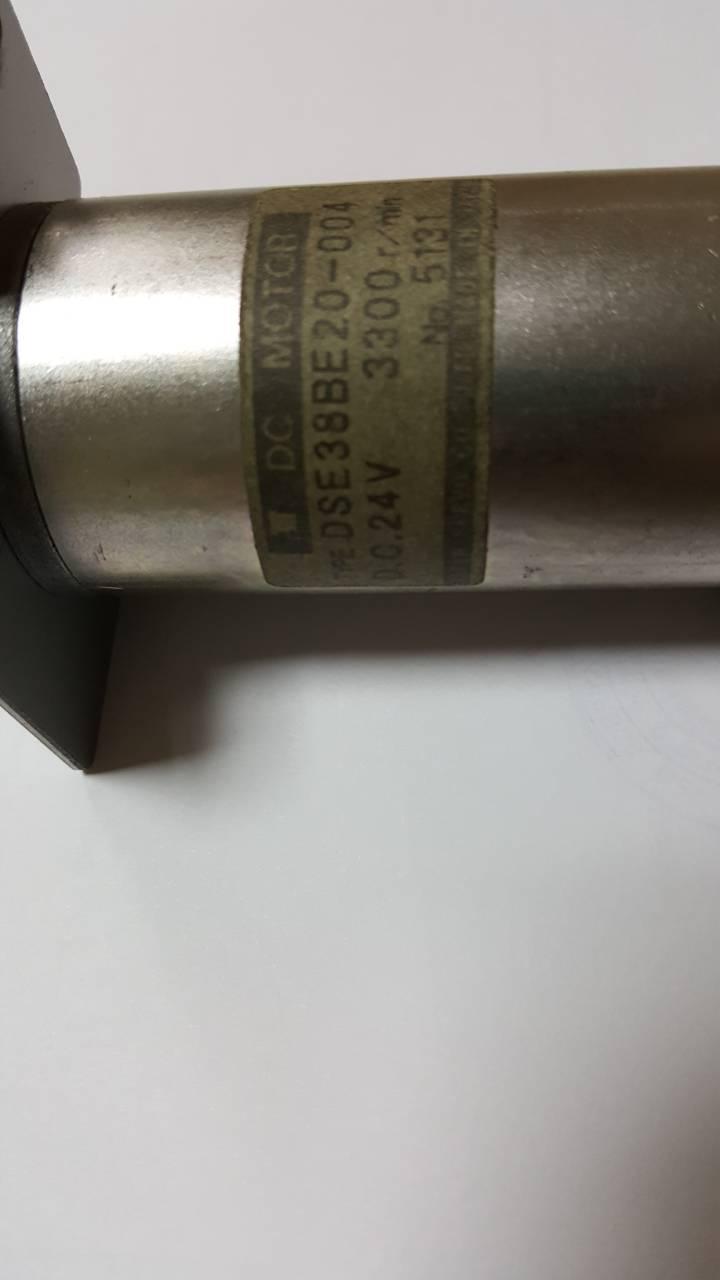 DC MOTOR
TYPE DSE38BE20-004
D.C.24V 3300 r/min
No. 5131